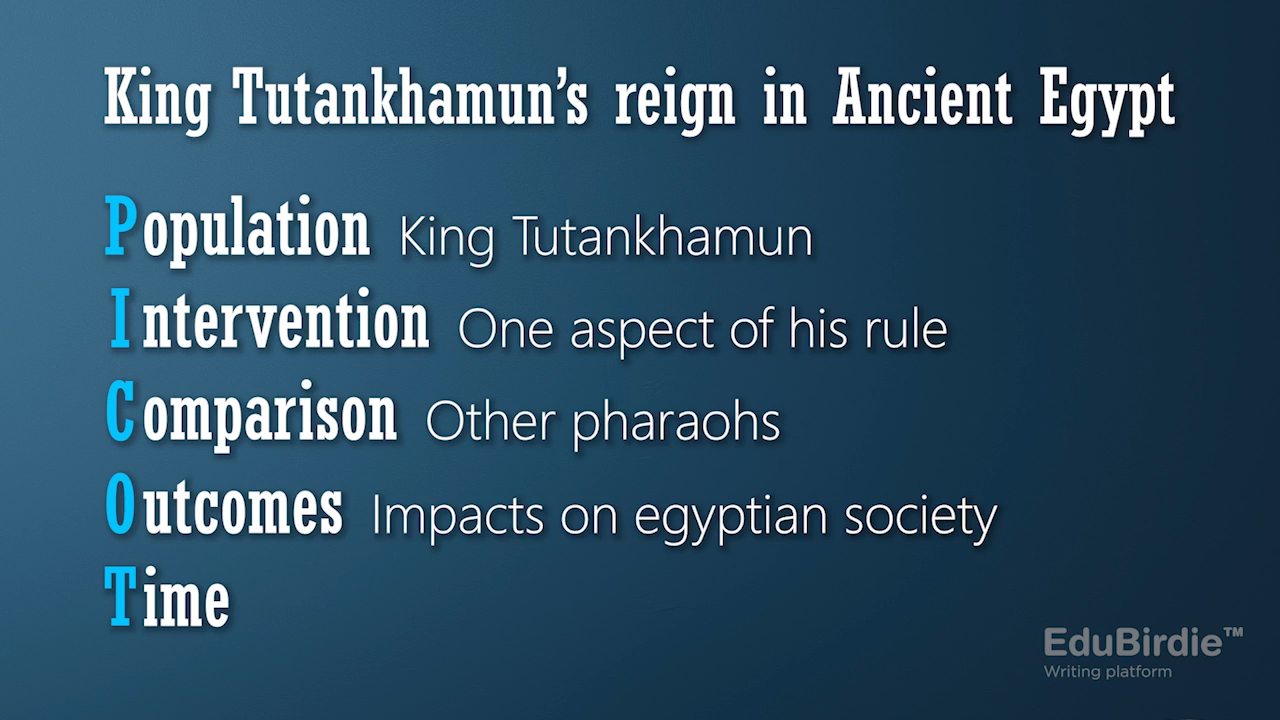 King Tutankhamun’s reign in Ancient Egypt
Population King Tutankhamun
Intervention One aspect of his rule
Comparison Other pharaohs
Outcomes Impacts on egyptian society
Time
EduBirdie™
Writing platform